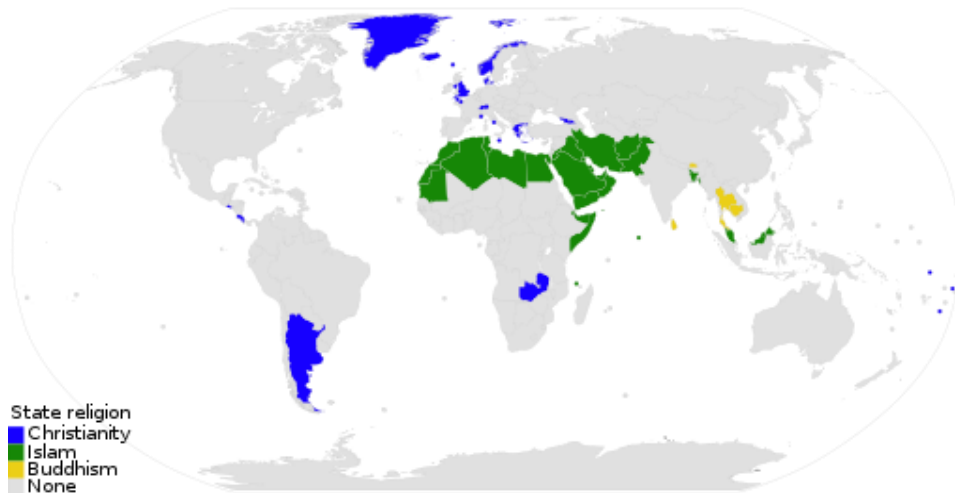 State religion
Christianity
Islam
Buddhism
None